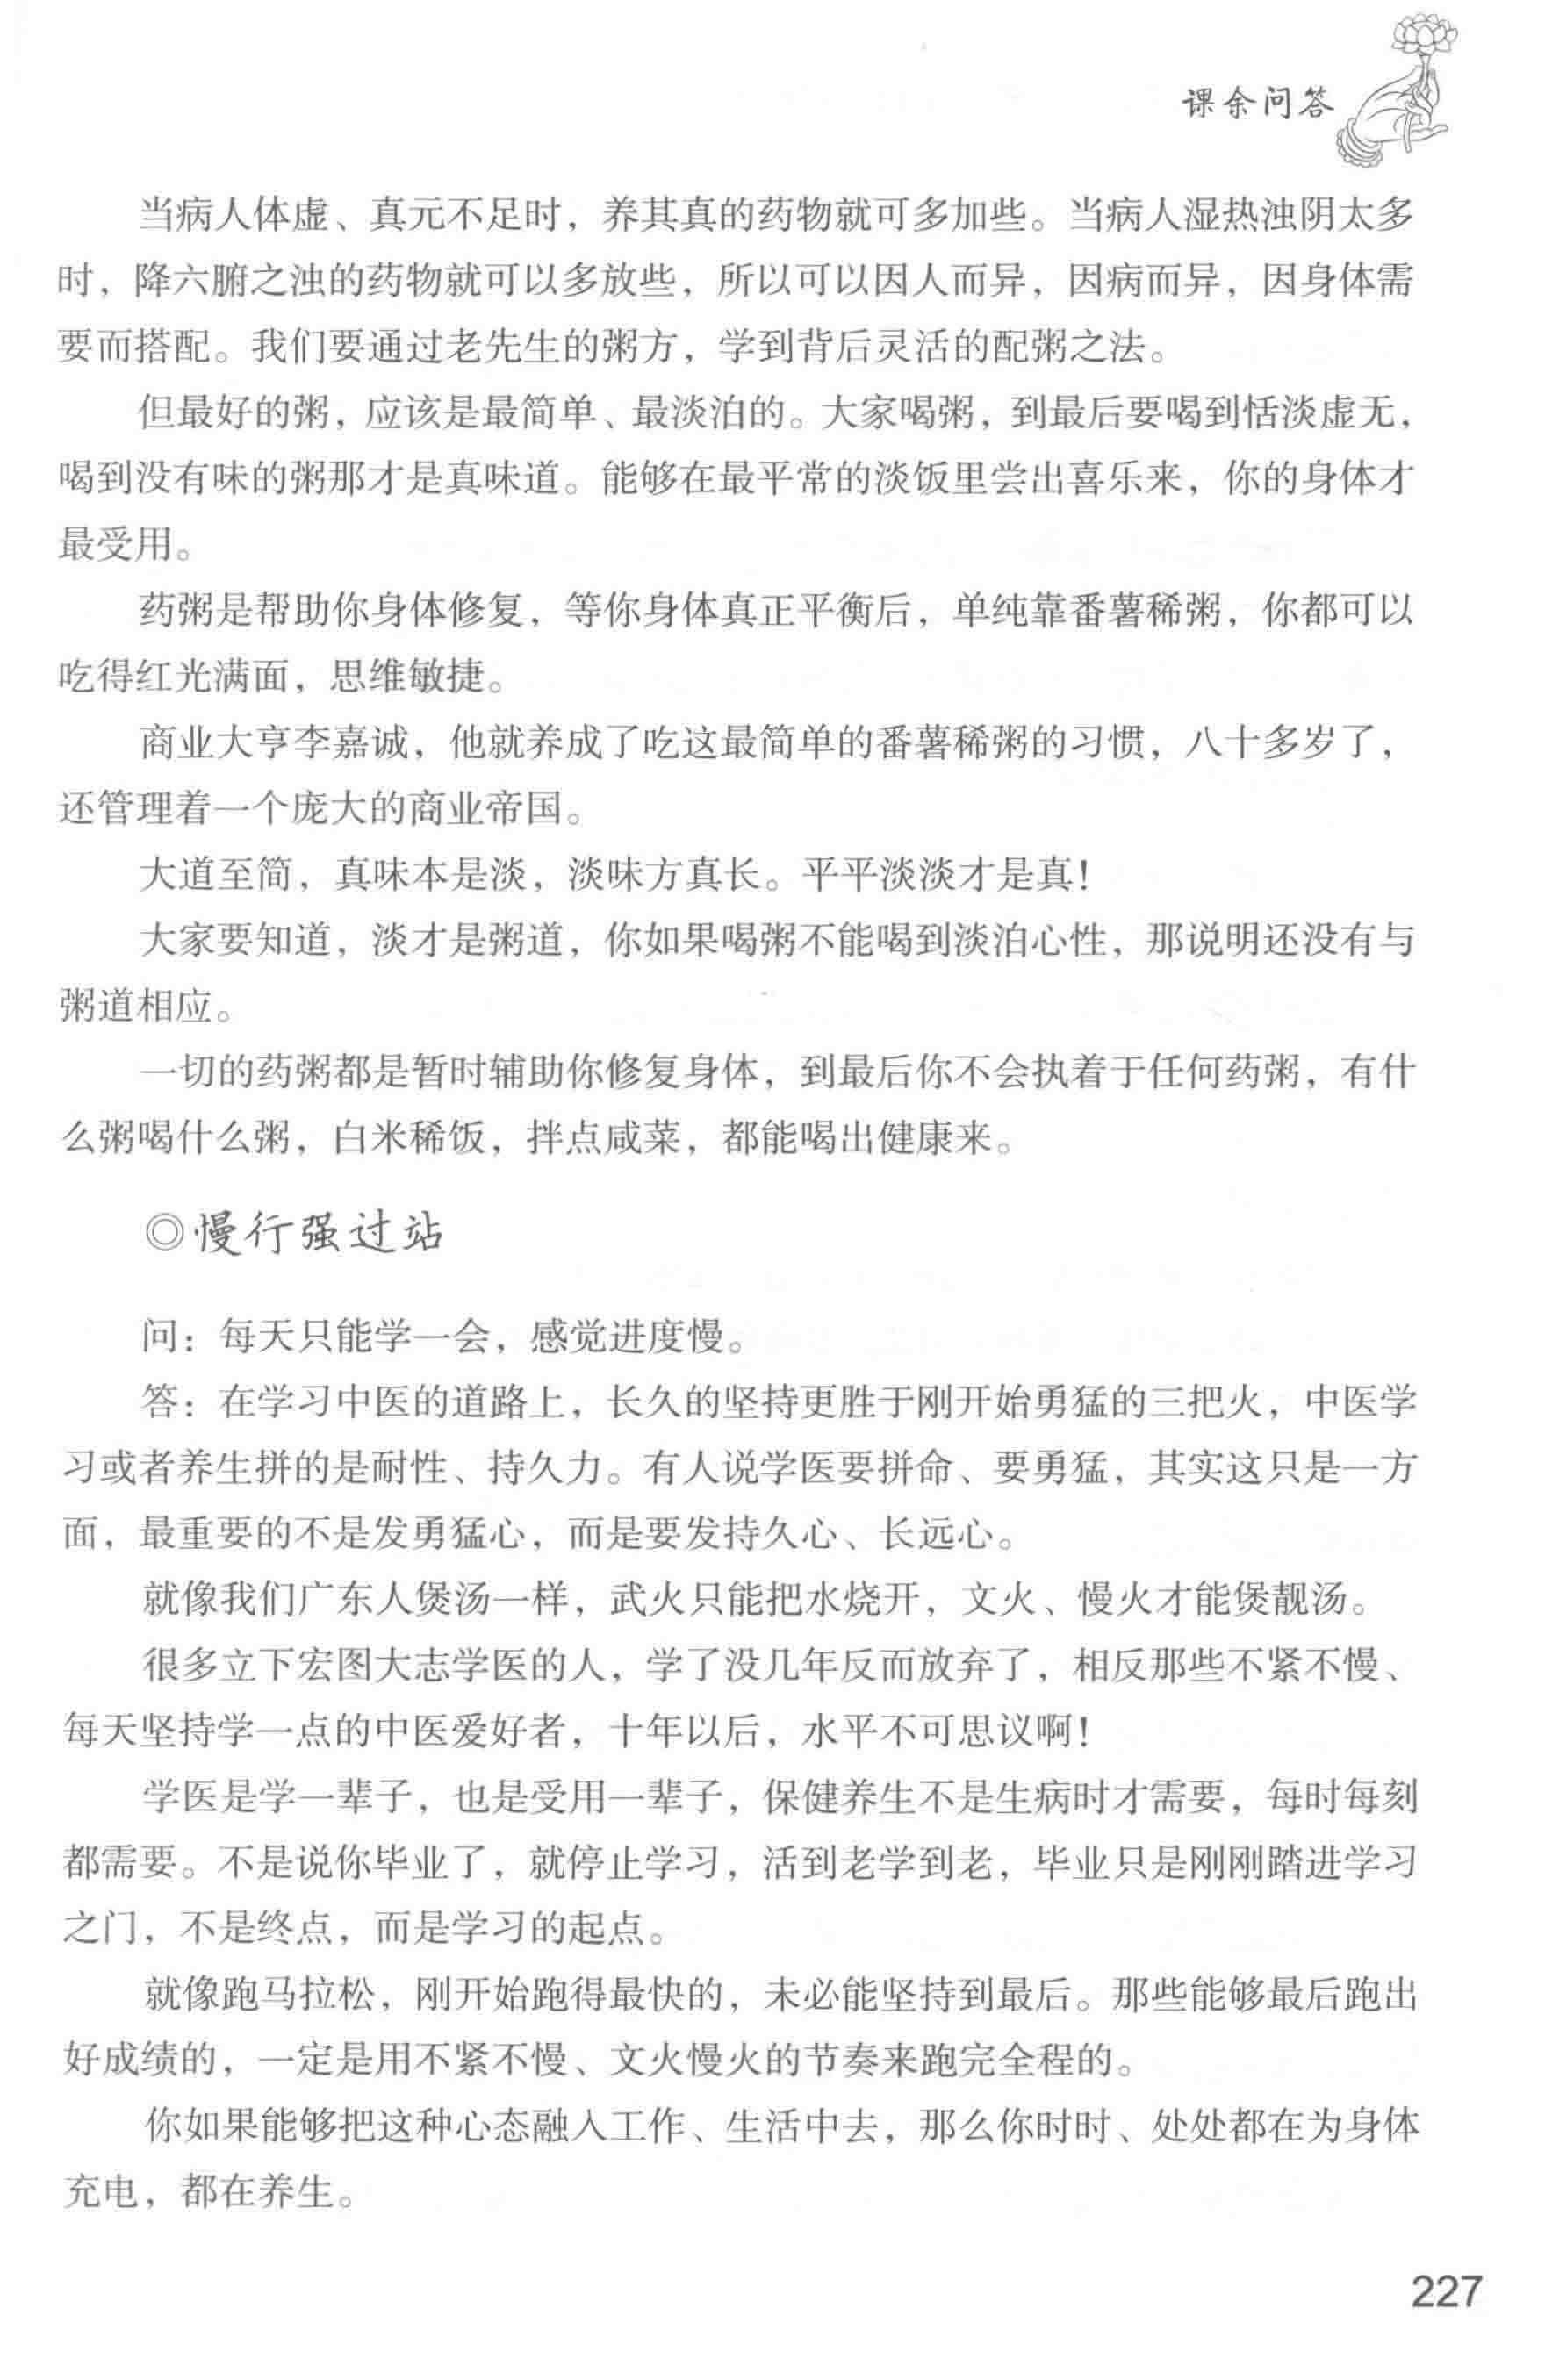 课余问答
当病人体虚、真元不足时，养其真的药物就可多加些。当病人湿热浊阴太多
时，降六腑之浊的药物就可以多放些，所以可以因人而异，因病而异，因身体需
要而搭配。我们要通过老先生的粥方，学到背后灵活的配粥之法。
但最好的粥，应该是最简单、最淡泊的。大家喝粥，到最后要喝到恬淡虚无，
喝到没有味的粥那才是真味道。能够在最平常的淡饭里尝出喜乐来，你的身体才
最受用。
药粥是帮助你身体修复，等你身体真正平衡后，单纯靠番薯稀粥，你都可以
吃得红光满面，思维敏捷。
商业大亨李嘉诚，他就养成了吃这最简单的番薯稀粥的习惯，八十多岁了，
还管理着一个庞大的商业帝国。
大道至简，真味本是淡，淡味方真长。平平淡淡才是真！
大家要知道，淡才是粥道，你如果喝粥不能喝到淡泊心性，那说明还没有与
粥道相应。
一切的药粥都是暂时辅助你修复身体，到最后你不会执着于任何药粥，有什
么粥喝什么粥，白米稀饭，拌点咸菜，都能喝出健康来。
◎慢行强过站
问：每天只能学一会，感觉进度慢。
答：在学习中医的道路上，长久的坚持更胜于刚开始勇猛的三把火，中医学
习或者养生拼的是耐性、持久力。有人说学医要拼命、要勇猛，其实这只是一方
面，最重要的不是发勇猛心，而是要发持久心、长远心。
就像我们广东人煲汤一样，武火只能把水烧开，文火、慢火才能煲靓汤。
很多立下宏图大志学医的人，学了没几年反而放弃了，相反那些不紧不慢、
每天坚持学一点的中医爱好者，十年以后，水平不可思议啊！
学医是学一辈子，也是受用一辈子，保健养生不是生病时才需要，每时每刻
都需要。不是说你毕业了，就停止学习，活到老学到老，毕业只是刚刚踏进学习
之门，不是终点，而是学习的起点。
就像跑马拉松，刚开始跑得最快的，未必能坚持到最后。那些能够最后跑出
好成绩的，一定是用不紧不慢、文火慢火的节奏来跑完全程的。
你如果能够把这种心态融入工作、生活中去，那么你时时、处处都在为身体
充电，都在养生。
227